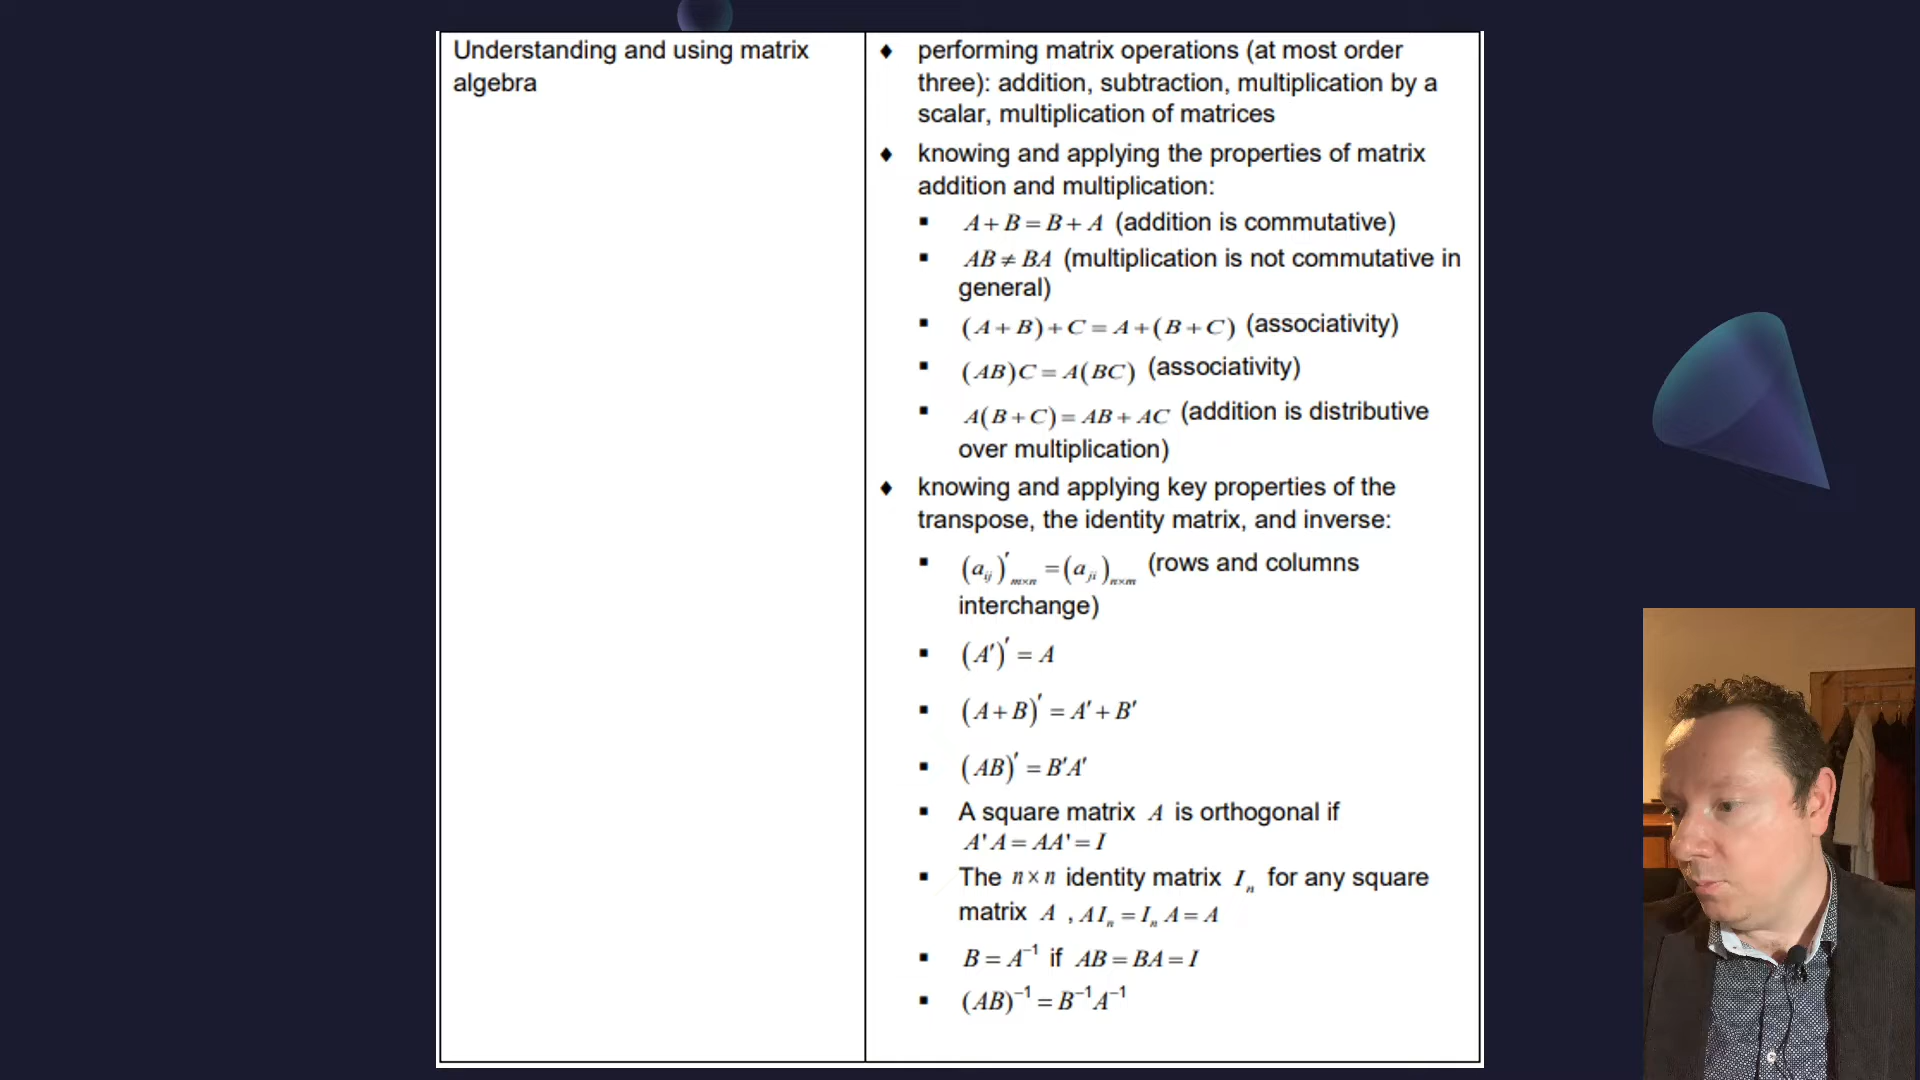 Understanding and using matrix
algebra
♦ performing matrix operations (at most order
three): addition, subtraction, multiplication by a
scalar, multiplication of matrices
♦ knowing and applying the properties of matrix
addition and multiplication:
▪ A + B = B + A (addition is commutative)
▪ AB ≠ BA (multiplication is not commutative in
general)
▪ (A + B) + C = A + (B + C) (associativity)
▪ (AB)C = A(BC) (associativity)
▪ A(B + C) = AB + AC (addition is distributive
over multiplication)
♦ knowing and applying key properties of the
transpose, the identity matrix, and inverse:
▪ (a_ij)′_m×n = (a_ji)_n×m (rows and columns
interchange)
▪ (A′)′ = A
▪ (A + B)′ = A′ + B′
▪ (AB)′ = B′A′
▪ A square matrix A is orthogonal if
A'A = AA' = I
▪ The n×n identity matrix I_n for any square
matrix A , AI_n = I_n A = A
▪ B = A⁻¹ if AB = BA = I
▪ (AB)⁻¹ = B⁻¹A⁻¹